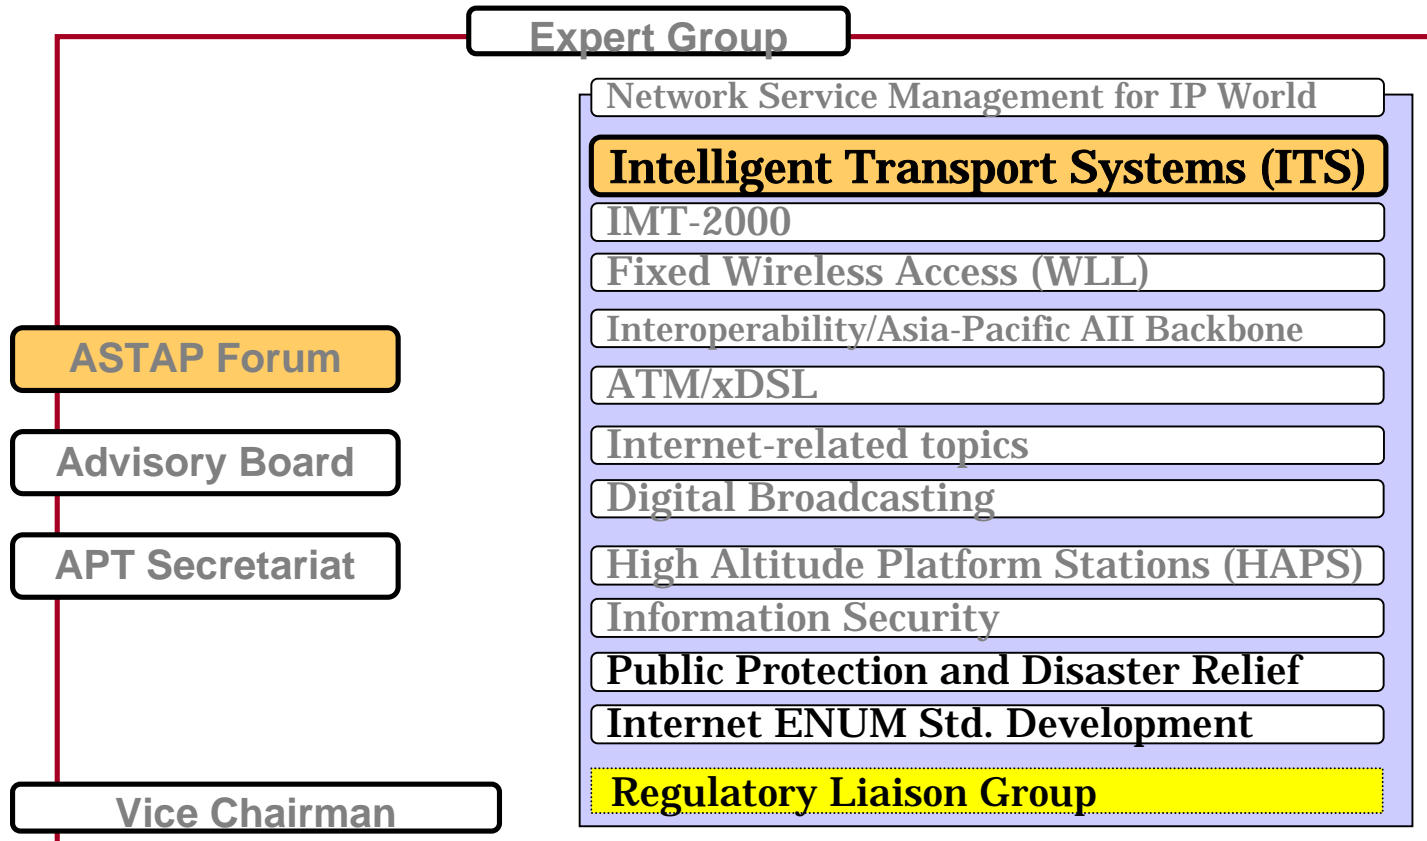 Expert Group
Network Service Management for IP World
Intelligent Transport Systems (ITS)
IMT-2000
Fixed Wireless Access (WLL)
Interoperability/Asia-Pacific AII Backbone
ATM/xDSL
Internet-related topics
Digital Broadcasting
High Altitude Platform Stations (HAPS)
Information Security
Public Protection and Disaster Relief
Internet ENUM Std. Development
Regulatory Liaison Group
ASTAP Forum
Advisory Board
APT Secretariat
Vice Chairman